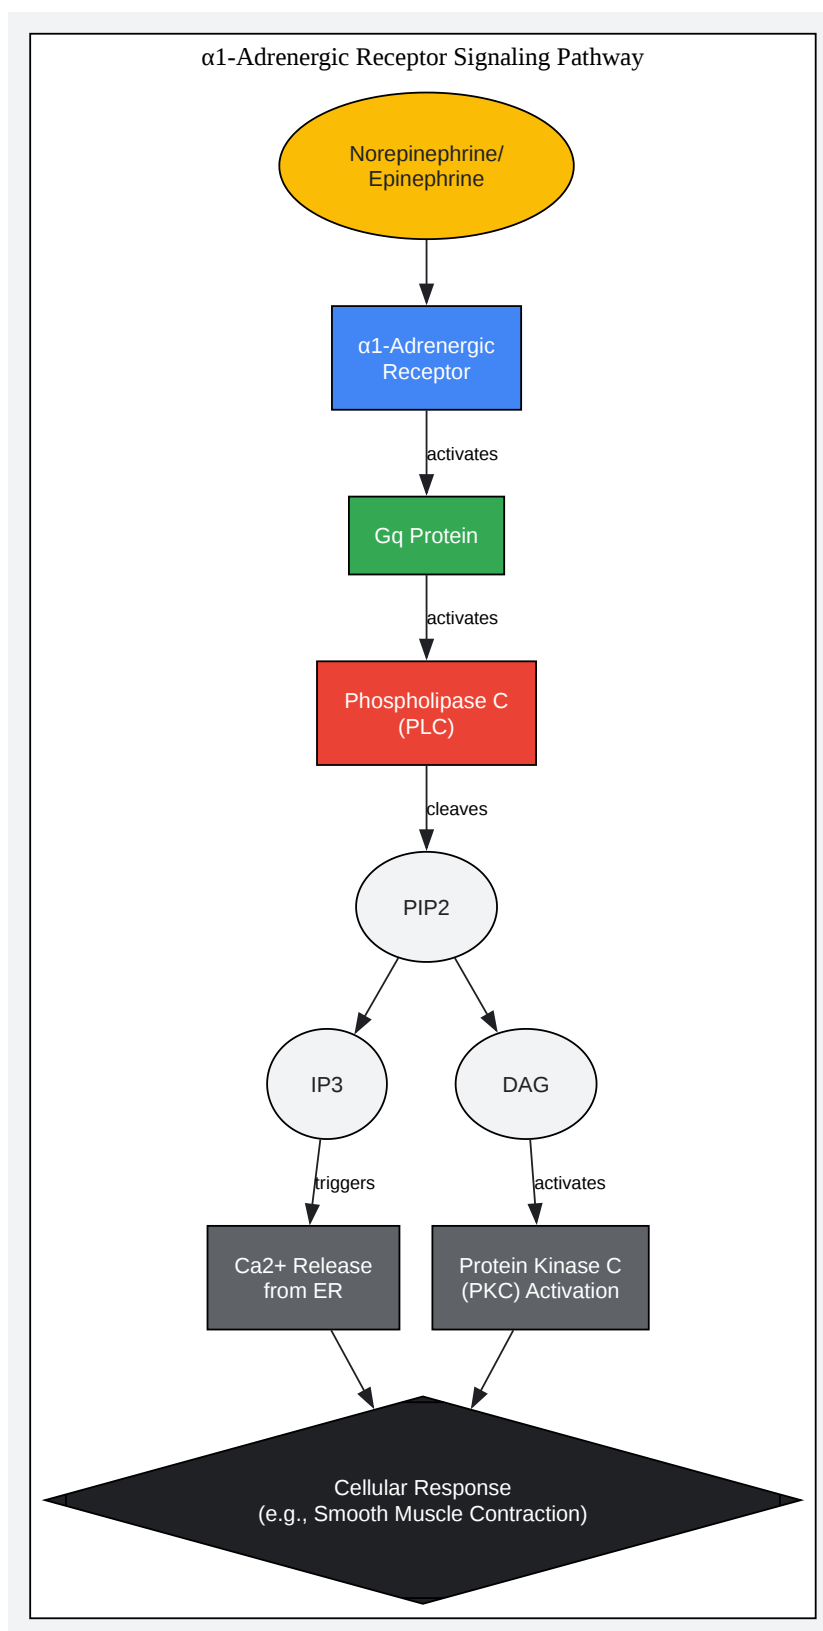 α1-Adrenergic Receptor Signaling Pathway
Norepinephrine/
Epinephrine
α1-Adrenergic
Receptor
activates
Gq Protein
activates
Phospholipase C
(PLC)
cleaves
PIP2
IP3
DAG
triggers
activates
Ca2+ Release
from ER
Protein Kinase C
(PKC) Activation
Cellular Response
(e.g., Smooth Muscle Contraction)